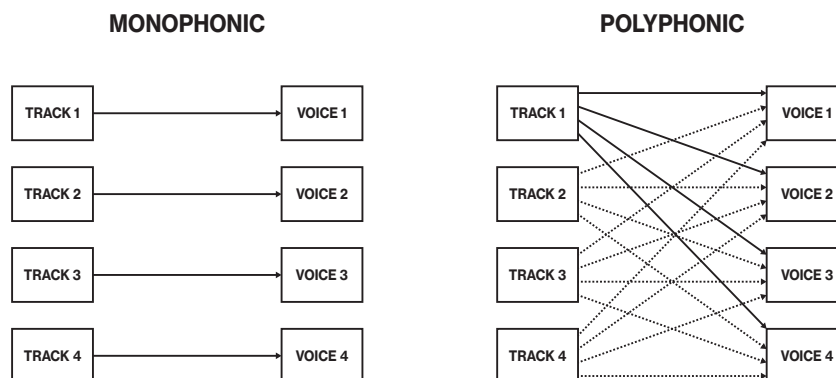 MONOPHONIC
TRACK 1
VOICE 1
TRACK 2
VOICE 2
TRACK 3
VOICE 3
TRACK 4
VOICE 4
POLYPHONIC
TRACK 1
VOICE 1
TRACK 2
VOICE 2
TRACK 3
VOICE 3
TRACK 4
VOICE 4